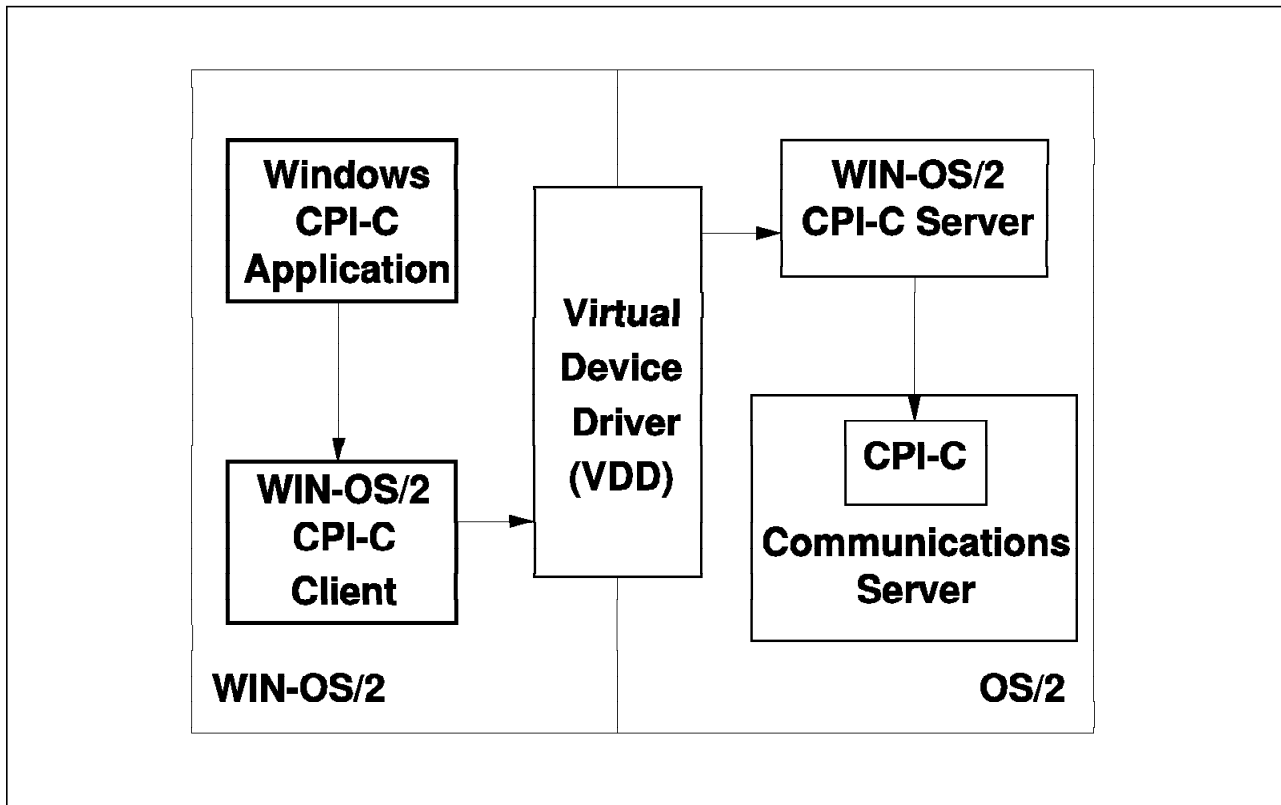 Windows
CPI-C
Application
WIN-OS/2
CPI-C
Client
WIN-OS/2
Virtual
Device
Driver
(VDD)
WIN-OS/2
CPI-C Server
CPI-C
Communications
Server
OS/2